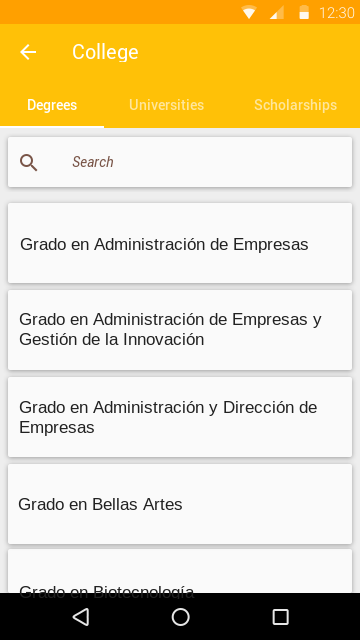 12:30
College
Degrees
Universities
Scholarships
Search
Grado en Administración de Empresas
Grado en Administración de Empresas y
Gestión de la Innovación
Grado en Administración y Dirección de
Empresas
Grado en Bellas Artes
Grado en Biotecnología